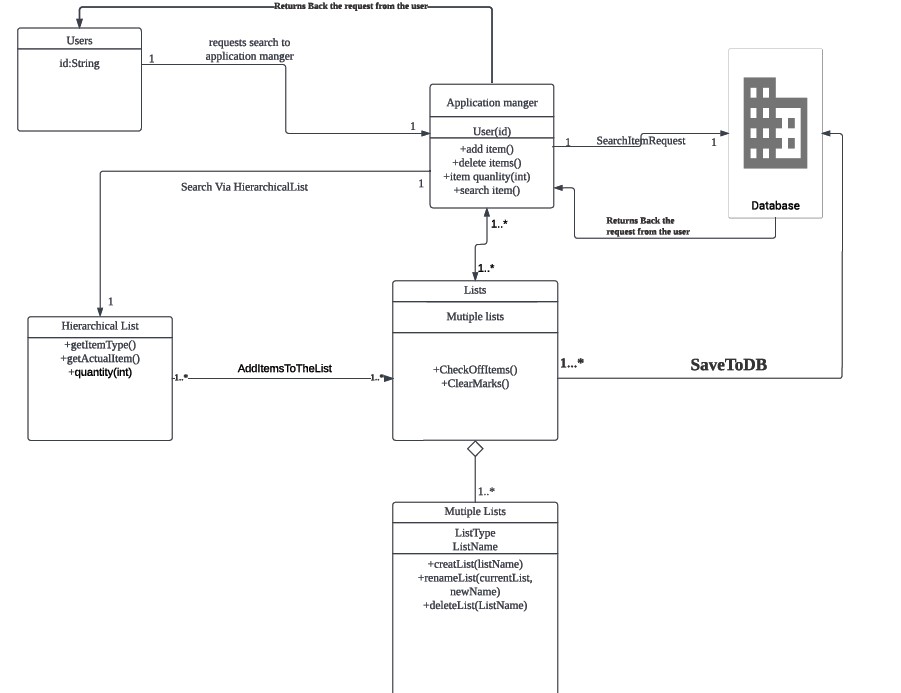 Returns Back the request from the user
Users
id:String
1
requests search to
application manger
1
Application manger
User(id)
+add item()
+delete items()
+item quanlity(int)
+search item()
1
SearchItemRequest
1
Database
Returns Back the
request from the user
1
Search Via HierarchicalList
1
1..*
1..*
Hierarchical List
+getItemType()
+getActualItem()
+quantity(int)
1..*
AddItemsToTheList
1..*
Lists
Mutiple lists
+CheckOffItems()
+ClearMarks()
1...*
SaveToDB
1..*
Mutiple Lists
ListType
ListName
+creatList(listName)
+renameList(currentList,
newName)
+deleteList(ListName)